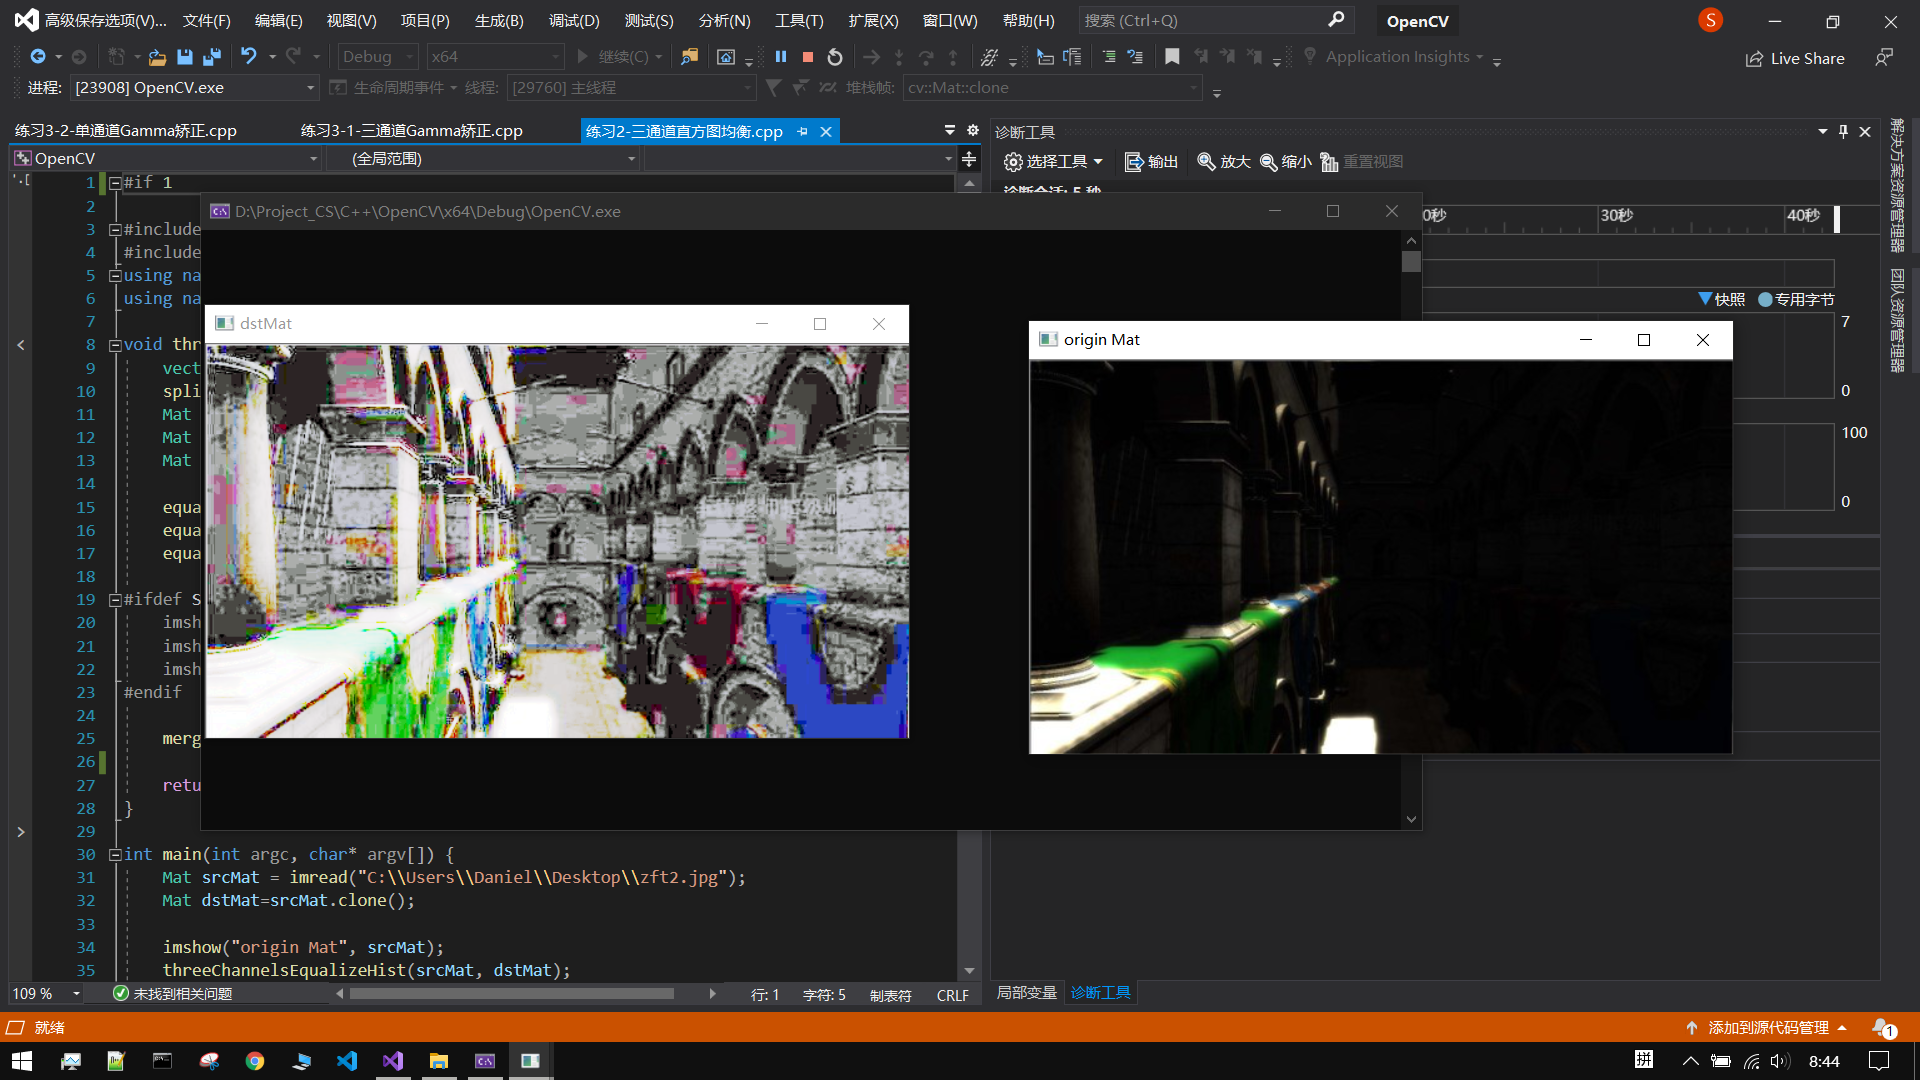 高级保存选项(V)... 文件(F) 编辑(E) 视图(V) 项目(P) 生成(B) 调试(D) 测试(S) 分析(N) 工具(T) 扩展(X) 窗口(W) 帮助(H) 搜索 (Ctrl+Q) OpenCV S
Debug x64 继续(C) Application Insights Live Share
进程: [23908] OpenCV.exe 生命周期事件 线程: [29760] 主线程 堆栈帧: cv::Mat::clone
练习3-2-单通道Gamma矫正.cpp 练习3-1-三通道Gamma矫正.cpp 练习2-三通道直方图均衡.cpp 诊断工具
OpenCV (全局范围) 选择工具 输出 放大 缩小 重置视图
诊断会话: 5 秒
0秒 30秒 40秒
快照 专用字节
7
0
100
0
解决方案资源管理器
团队资源管理器
D:\Project_CS\C++\OpenCV\x64\Debug\OpenCV.exe
dstMat
origin Mat
1 #if 1
2
3 #include
4 #include
5 using na
6 using na
7
8 void thr
9 vect
10 spli
11 Mat
12 Mat
13 Mat
14
15 equa
16 equa
17 equa
18
19 #ifdef S
20 imsh
21 imsh
22 imsh
23 #endif
24
25 merg
26
27 retu
28 }
29
30 int main(int argc, char* argv[]) {
31 Mat srcMat = imread("C:\\Users\\Daniel\\Desktop\\zft2.jpg");
32 Mat dstMat=srcMat.clone();
33
34 imshow("origin Mat", srcMat);
35 threeChannelsEqualizeHist(srcMat, dstMat);
109 % 未找到相关问题 行: 1 字符: 5 制表符 CRLF 局部变量 诊断工具
就绪 添加到源代码管理 1
拼 8:44